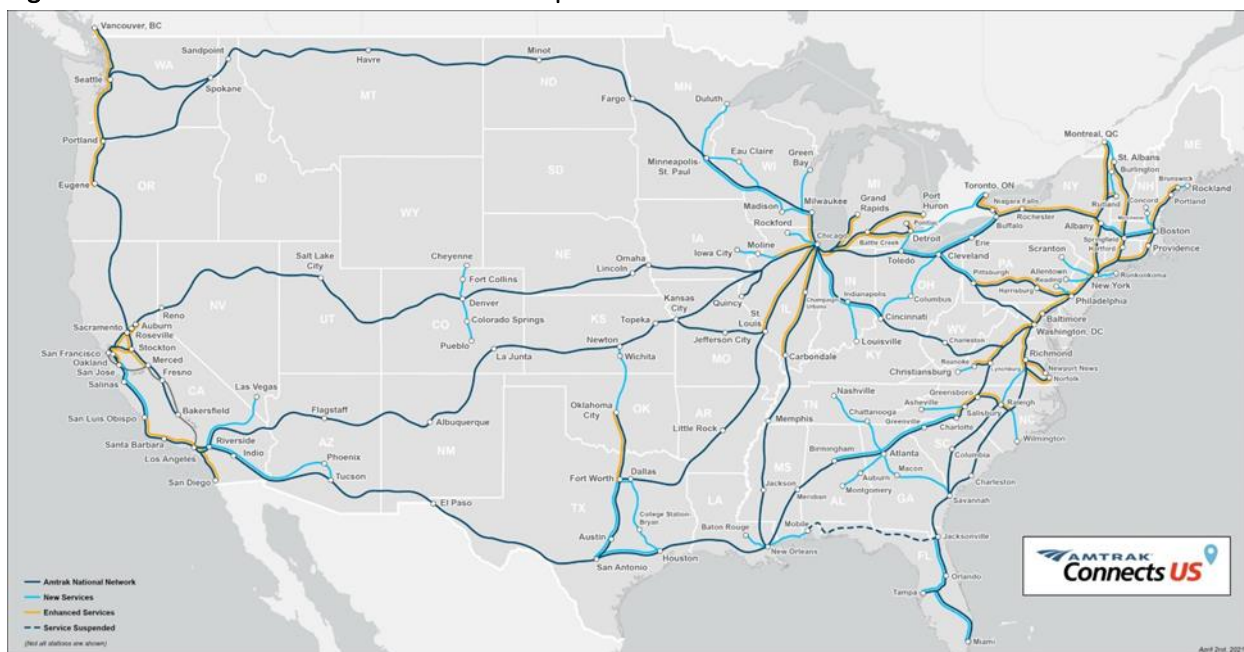 Vancouver, BC
Seattle
Portland
Eugene
Sandpoint
Spokane
Havre
Minot
Fargo
Duluth
Minneapolis-
St. Paul
Eau Claire
Green
Bay
Madison
Milwaukee
Rockford
Grand
Rapids
Port
Huron
Pontiac
Battle Creek
Detroit
Chicago
Moline
Iowa City
Toledo
Cleveland
Toronto, ON
Niagara Falls
Rochester
Buffalo
Erie
Montreal, QC
St. Albans
Burlington
Rutland
Concord
Brunswick
Rockland
Portland
Albany
Boston
Springfield
Hartford
Providence
Scranton
Allentown
Reading
Ronkonkoma
New York
Pittsburgh
Harrisburg
Philadelphia
Baltimore
Washington, DC
Salt Lake
City
Reno
Auburn
Roseville
Sacramento
Stockton
San Francisco
Oakland
San Jose
Merced
Fresno
Salinas
San Luis Obispo
Bakersfield
Santa Barbara
Los Angeles
San Diego
Las Vegas
Riverside
Indio
Flagstaff
Phoenix
Tucson
Albuquerque
El Paso
Cheyenne
Fort Collins
Denver
Colorado Springs
Pueblo
La Junta
Omaha
Lincoln
Kansas
City
Topeka
Newton
Wichita
Quincy
St.
Louis
Jefferson City
Oklahoma
City
Fort Worth
Dallas
Austin
San Antonio
College Station-
Bryan
Houston
Little Rock
Champaign
Urbana
Indianapolis
Columbus
Cincinnati
Louisville
Carbondale
Memphis
Charleston
Roanoke
Christiansburg
Lynchburg
Richmond
Newport News
Norfolk
Nashville
Chattanooga
Asheville
Greensboro
Greenville
Salisbury
Raleigh
Charlotte
Wilmington
Birmingham
Atlanta
Macon
Auburn
Montgomery
Columbia
Charleston
Savannah
Jackson
Meridian
Baton Rouge
Mobile
New Orleans
Jacksonville
Orlando
Tampa
Miami
WA
OR
ID
MT
ND
SD
WY
NE
NV
UT
CO
CA
AZ
NM
KS
OK
TX
MN
WI
IA
MO
AR
LA
MI
IL
IN
OH
KY
TN
MS
AL
GA
FL
SC
NC
WV
PA
NY
NH
ME
Amtrak National Network
New Services
Enhanced Services
Service Suspended
(Not all stations are shown)
AMTRAK
Connects US
April 2nd, 2021